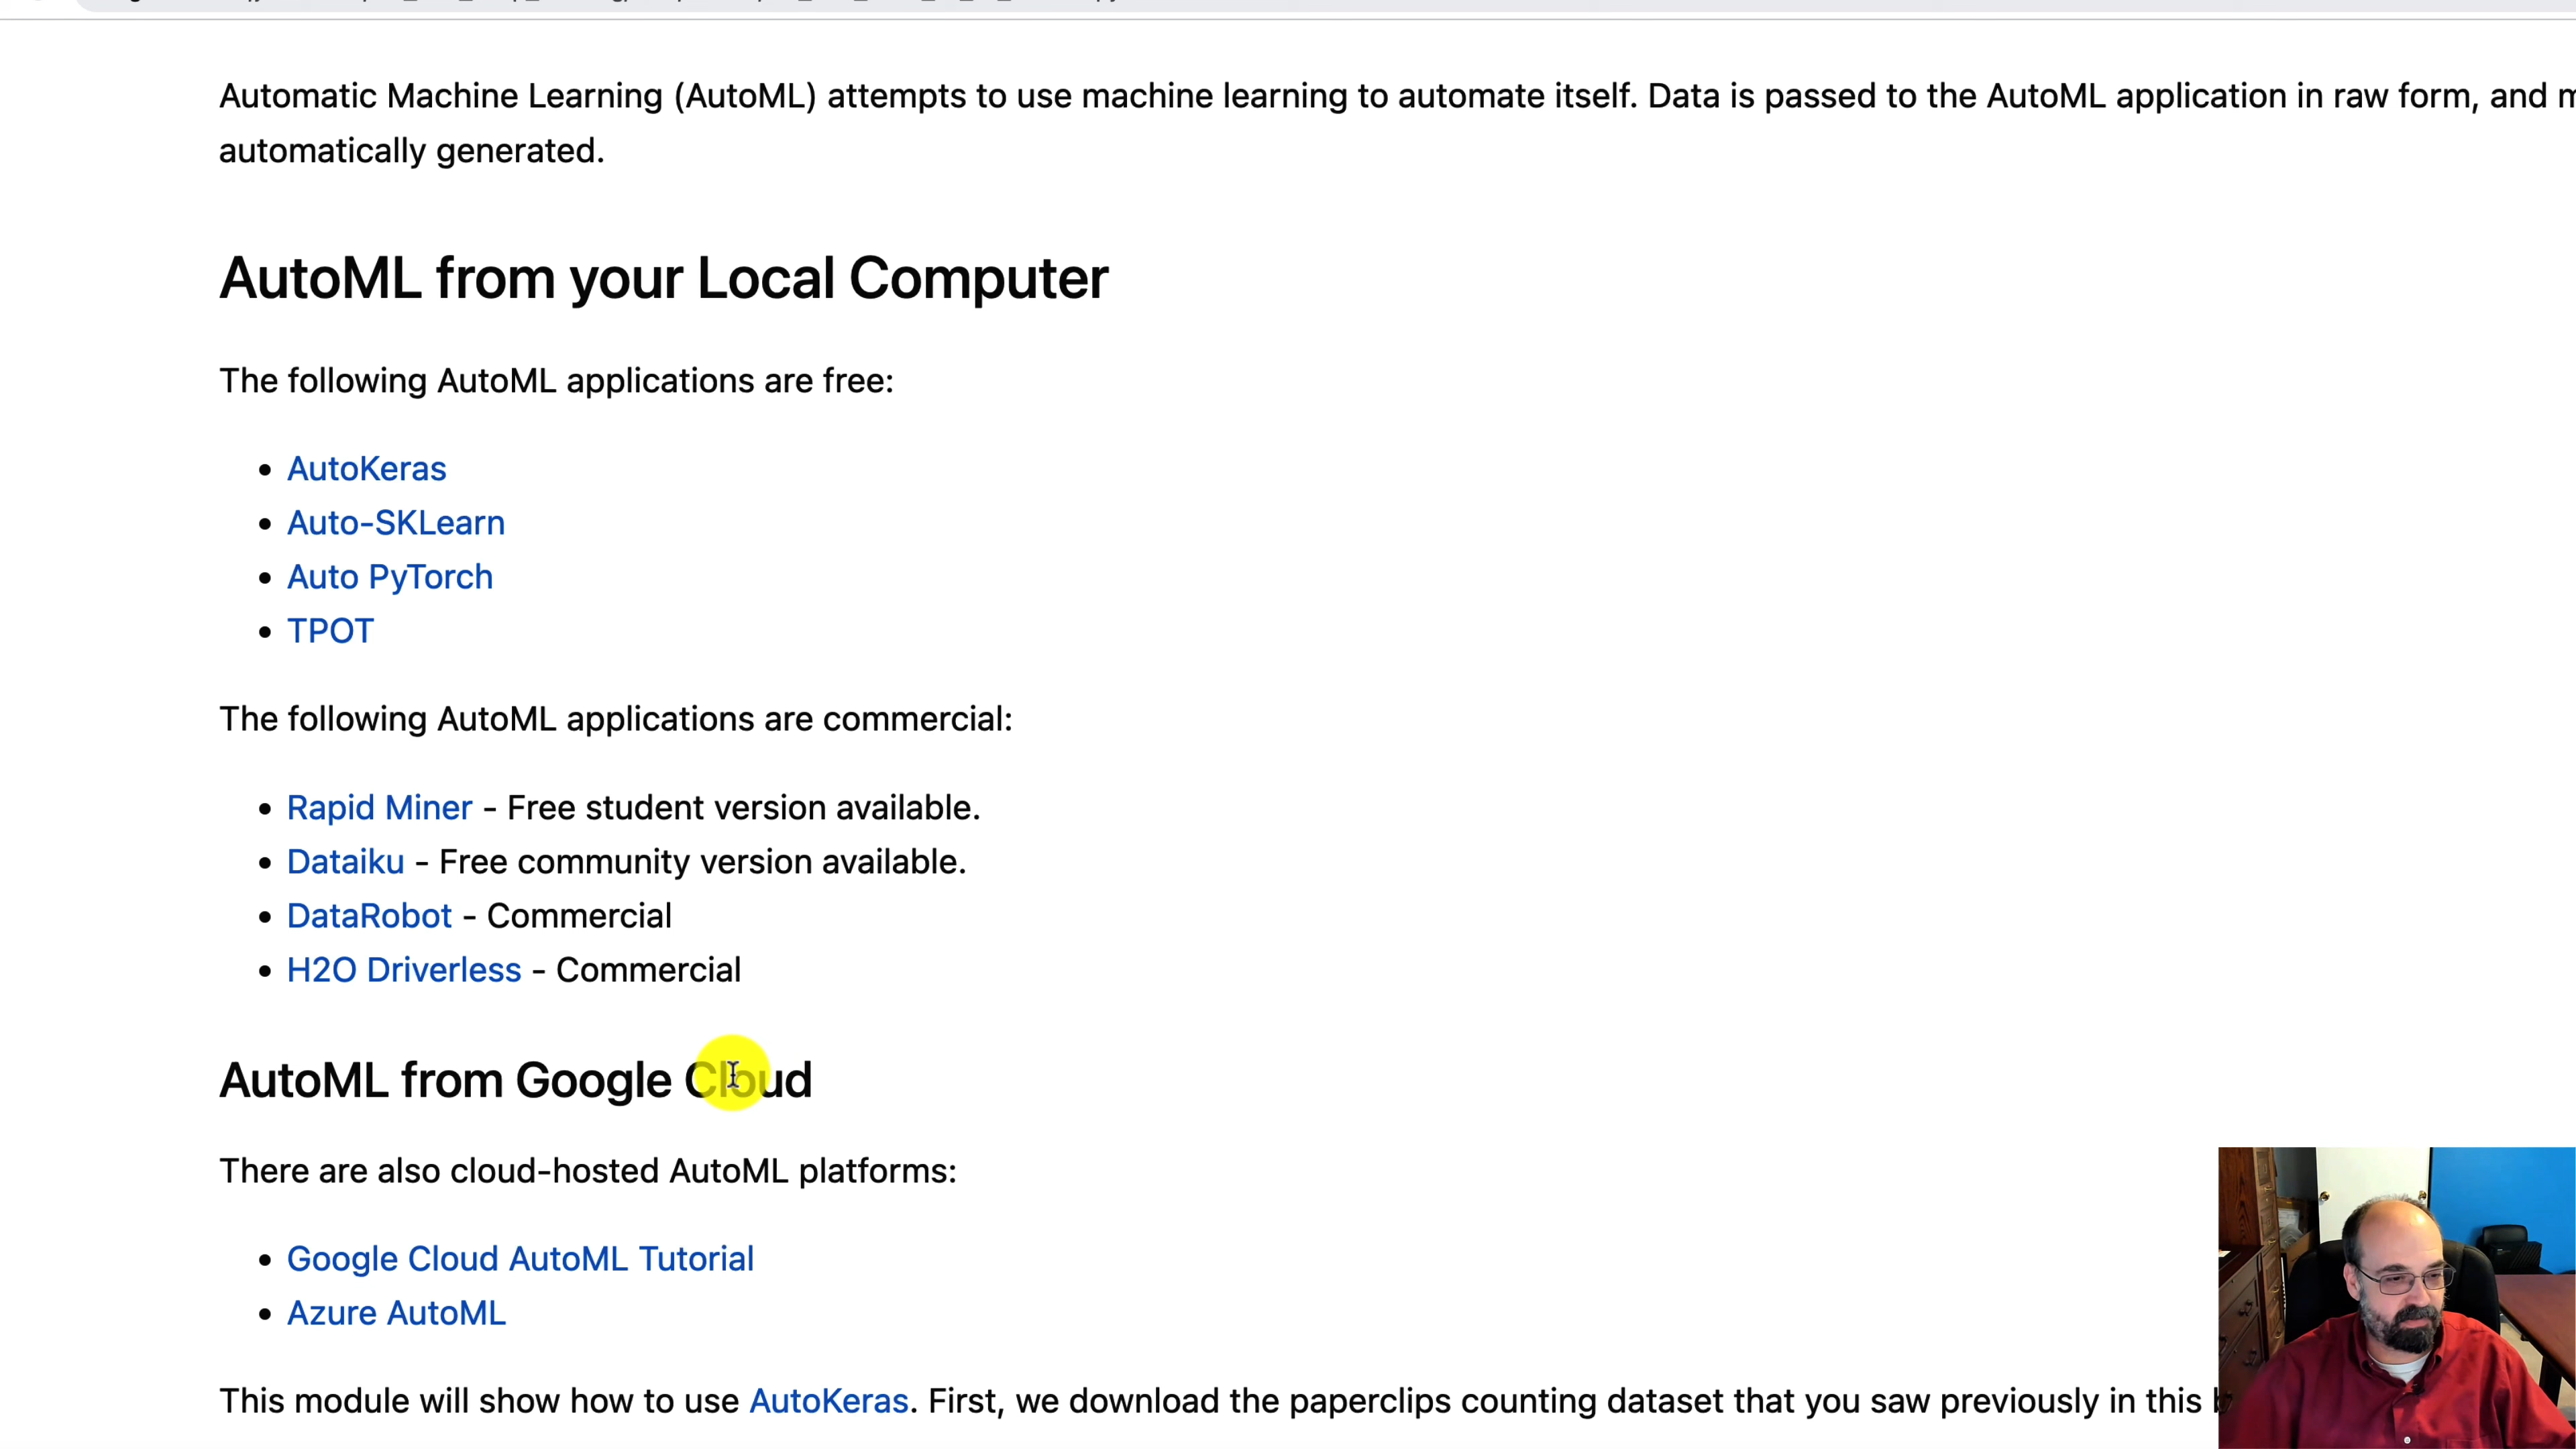 Automatic Machine Learning (AutoML) attempts to use machine learning to automate itself. Data is passed to the AutoML application in raw form, and
automatically generated.
AutoML from your Local Computer
The following AutoML applications are free:
• AutoKeras
• Auto-SKLearn
• Auto PyTorch
• TPOT
The following AutoML applications are commercial:
• Rapid Miner - Free student version available.
• Dataiku - Free community version available.
• DataRobot - Commercial
• H2O Driverless - Commercial
AutoML from Google Cloud
There are also cloud-hosted AutoML platforms:
• Google Cloud AutoML Tutorial
• Azure AutoML
This module will show how to use AutoKeras. First, we download the paperclips counting dataset that you saw previously in this